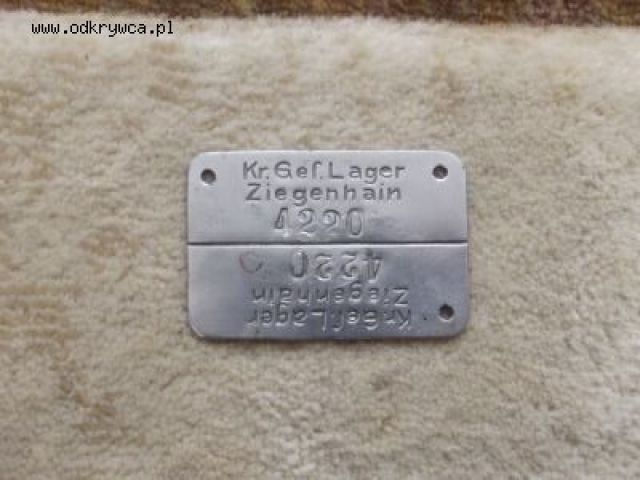 www.odkrywca.pl
Kr. Gef. Lager
Ziegenhain
4220
4220
Ziegenhain
Kr. Gef. Lager